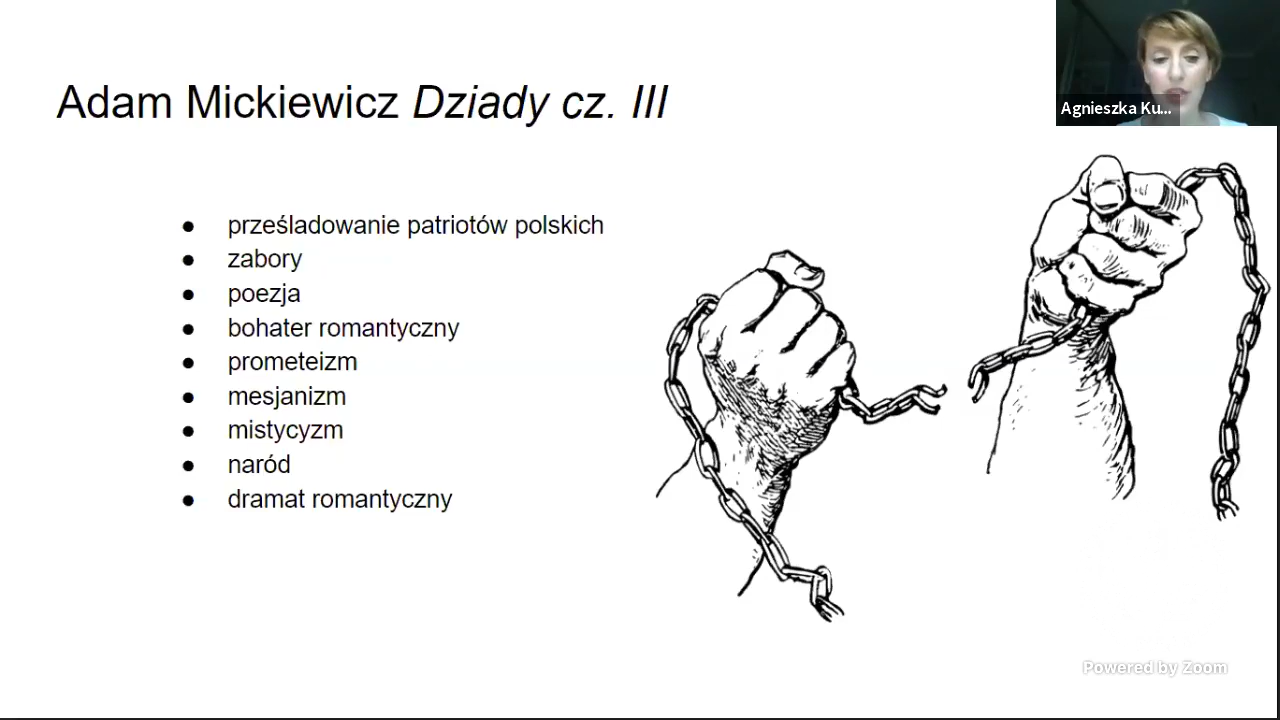 Adam Mickiewicz Dziady cz. III
Agnieszka Ku...
● prześladowanie patriotów polskich
● zabory
● poezja
● bohater romantyczny
● prometeizm
● mesjanizm
● mistycyzm
● naród
● dramat romantyczny
Powered by Zoom